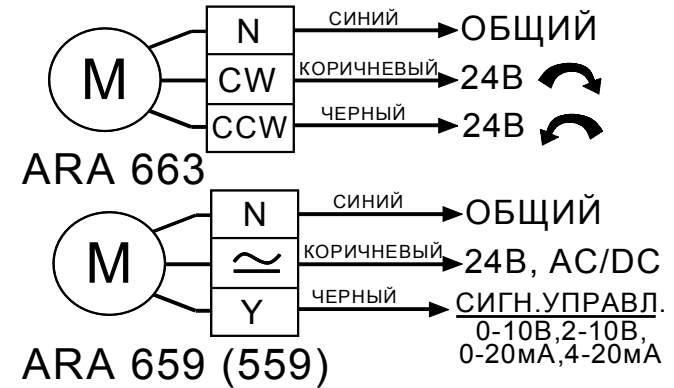 N СИНИЙ ОБЩИЙ
M CW КОРИЧНЕВЫЙ 24В
CCW ЧЕРНЫЙ 24В
ARA 663
N СИНИЙ ОБЩИЙ
M ≃ КОРИЧНЕВЫЙ 24В, AC/DC
Y ЧЕРНЫЙ СИГН.УПРАВЛ.
0-10В,2-10В,
0-20мА,4-20мА
ARA 659 (559)